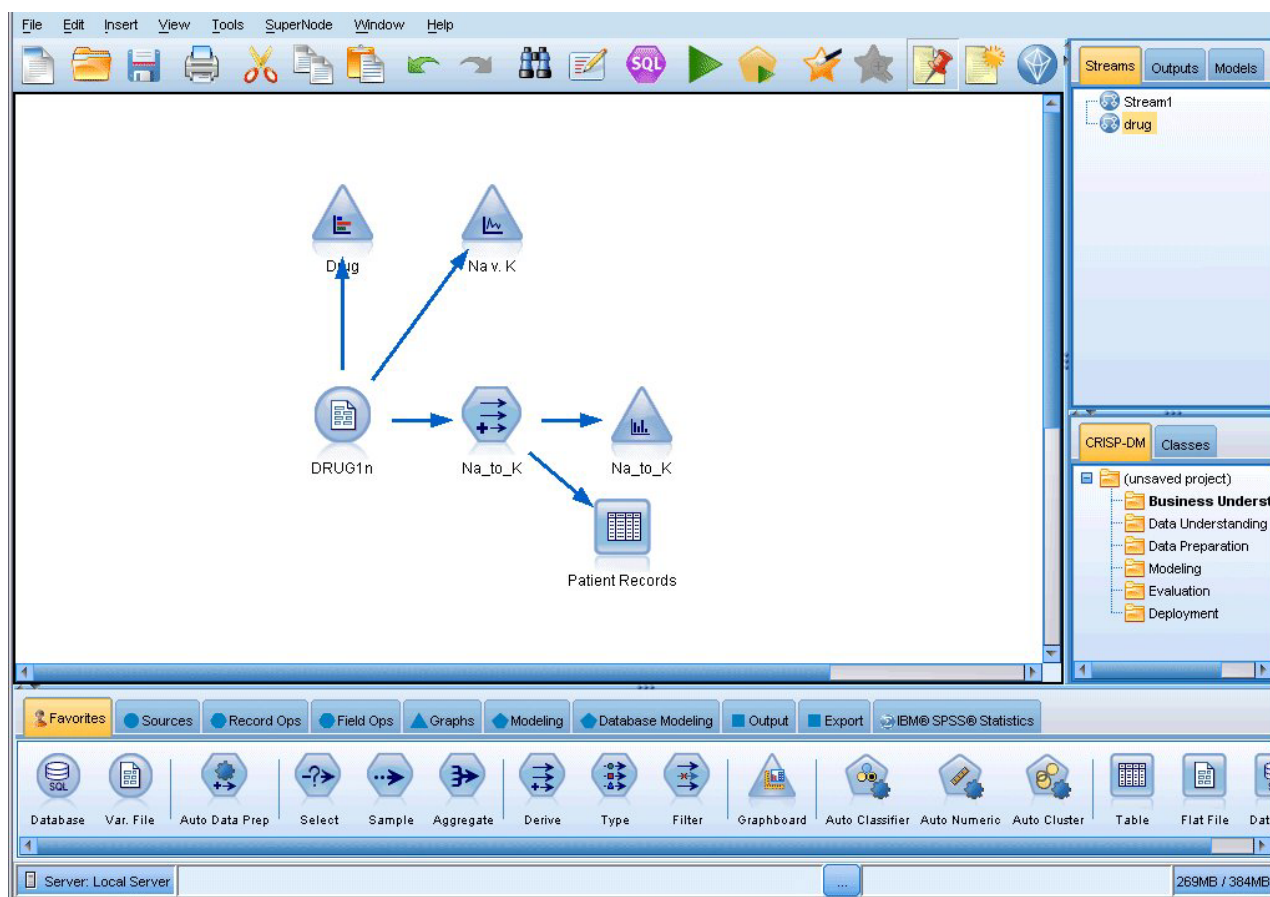 File Edit Insert View Tools SuperNode Window Help
SQL
Streams Outputs Models
Stream1
drug
Drug
Na v. K
DRUG1n
Na_to_K
Na_to_K
Patient Records
CRISP-DM Classes
(unsaved project)
Business Underst
Data Understanding
Data Preparation
Modeling
Evaluation
Deployment
Favorites Sources Record Ops Field Ops Graphs Modeling Database Modeling Output Export IBM® SPSS® Statistics
SQL
Database Var. File Auto Data Prep Select Sample Aggregate Derive Type Filter Graphboard Auto Classifier Auto Numeric Auto Cluster Table Flat File Dat
Server: Local Server ... 269MB / 384MB